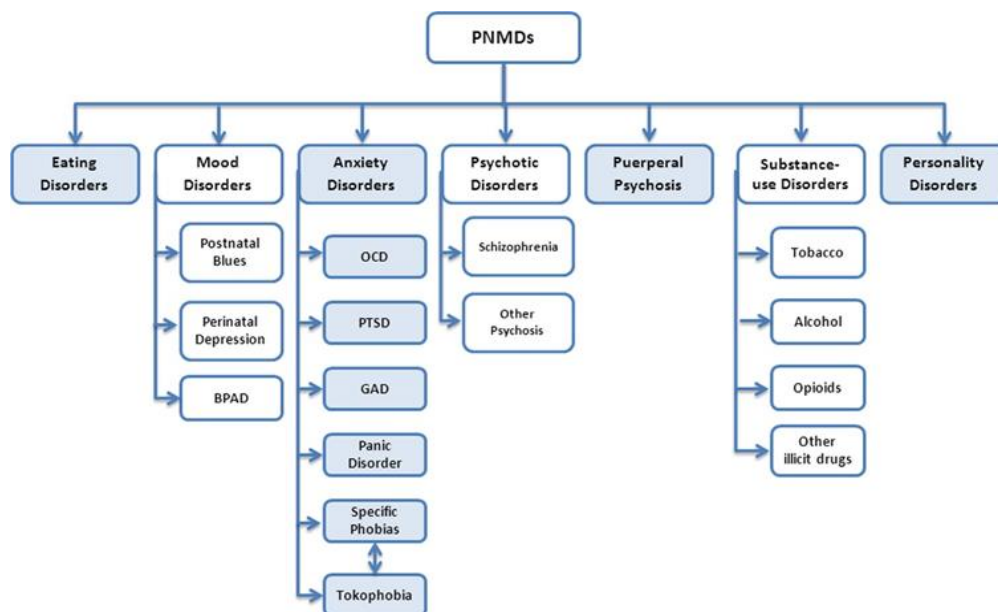 PNMDs
Eating
Disorders
Mood
Disorders
Anxiety
Disorders
Psychotic
Disorders
Puerperal
Psychosis
Substance-
use Disorders
Personality
Disorders
Postnatal
Blues
Perinatal
Depression
BPAD
OCD
PTSD
GAD
Panic
Disorder
Specific
Phobias
Tokophobia
Schizophrenia
Other
Psychosis
Tobacco
Alcohol
Opioids
Other
illicit drugs